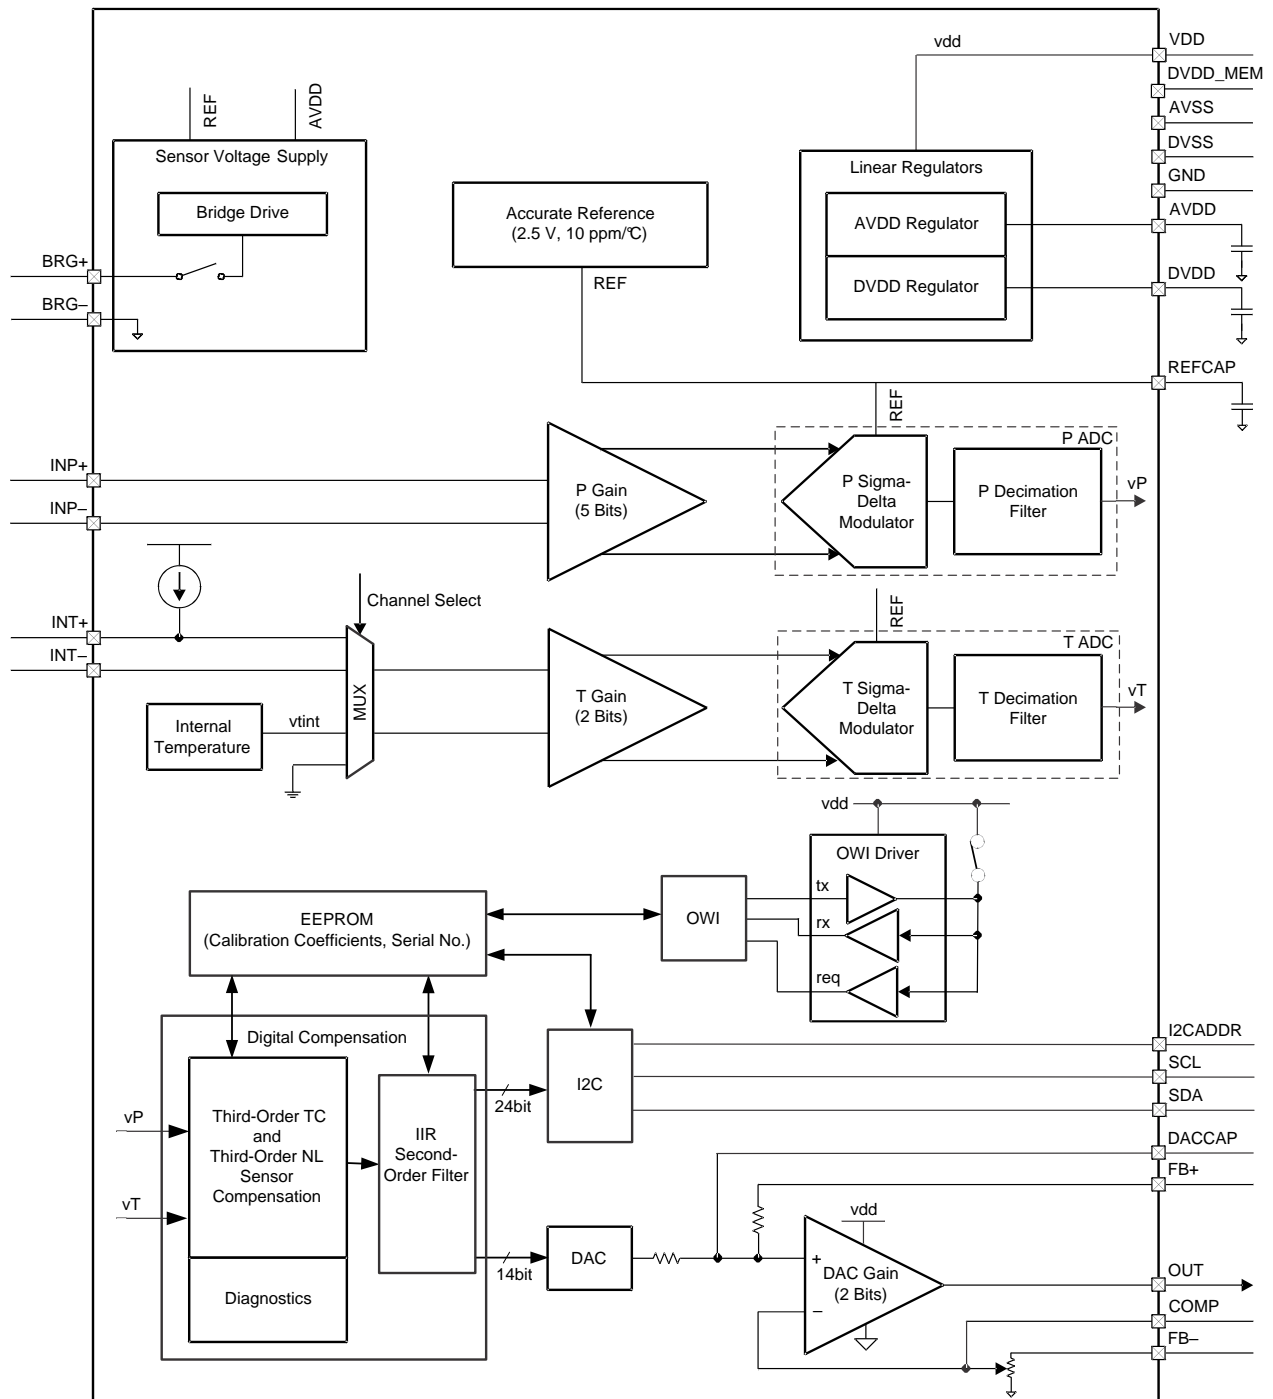 vdd
VDD
DVDD_MEM
AVSS
DVSS
GND
AVDD
DVDD
REFCAP
REF
AVDD
Sensor Voltage Supply
Bridge Drive
BRG+
BRG–
Accurate Reference
(2.5 V, 10 ppm/°C)
REF
Linear Regulators
AVDD Regulator
DVDD Regulator
REF
P ADC
INP+
INP–
P Gain
(5 Bits)
P Sigma-
Delta
Modulator
P Decimation
Filter
vP
Channel Select
INT+
INT–
MUX
Internal
Temperature
vtint
T Gain
(2 Bits)
REF
T ADC
T Sigma-
Delta
Modulator
T Decimation
Filter
vT
vdd
OWI Driver
tx
rx
req
OWI
EEPROM
(Calibration Coefficients, Serial No.)
Digital Compensation
vP
vT
Third-Order TC
and
Third-Order NL
Sensor
Compensation
Diagnostics
IIR
Second-
Order Filter
24bit
14bit
I2C
DAC
I2CADDR
SCL
SDA
DACCAP
FB+
vdd
+
DAC Gain
(2 Bits)
–
OUT
COMP
FB–